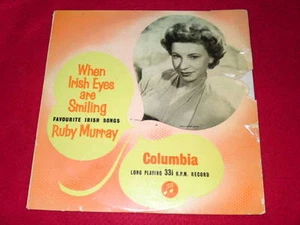 When
Irish Eyes
are
Smiling
FAVOURITE IRISH SONGS
Ruby Murray
Columbia
LONG PLAYING 33⅓ R.P.M. RECORD